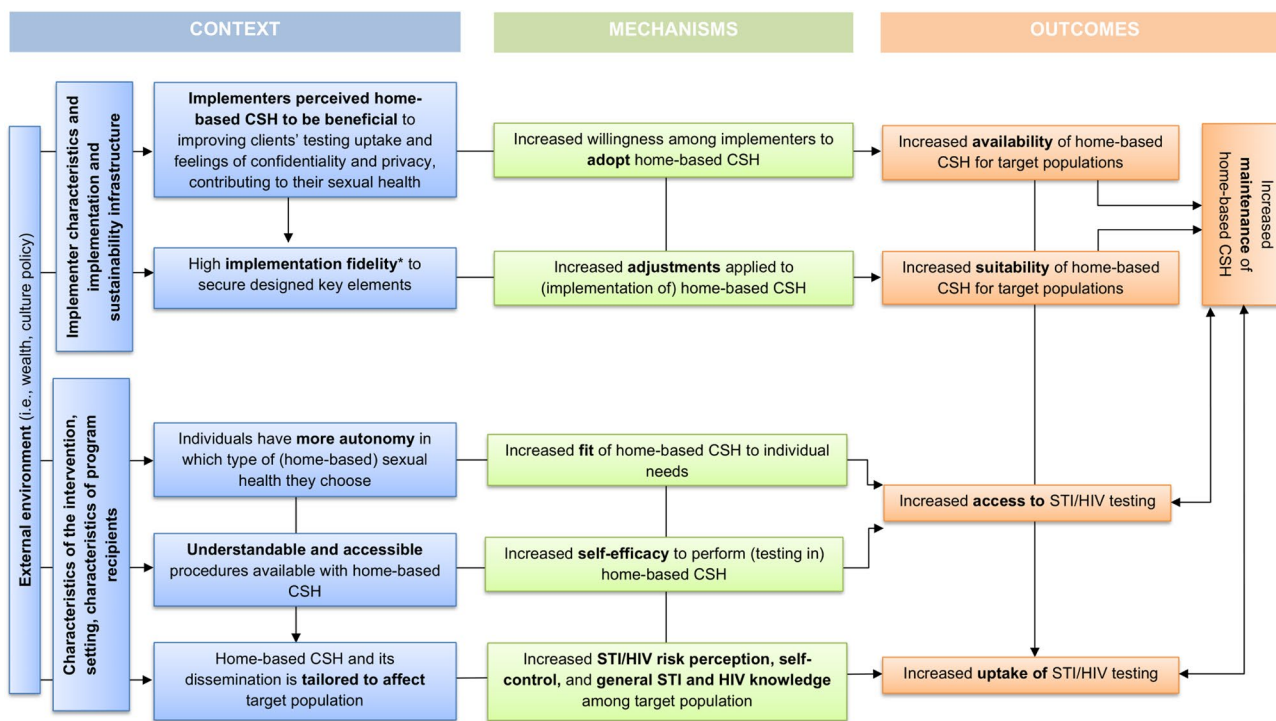 CONTEXT
MECHANISMS
OUTCOMES
External environment (i.e., wealth, culture policy)
Implementer characteristics and
implementation and
sustainability infrastructure
Implementers perceived home-
based CSH to be beneficial to
improving clients' testing uptake and
feelings of confidentiality and privacy,
contributing to their sexual health
Increased willingness among implementers to
adopt home-based CSH
Increased availability of home-based
CSH for target populations
Increased
maintenance of
home-based CSH
High implementation fidelity* to
secure designed key elements
Increased adjustments applied to
(implementation of) home-based CSH
Increased suitability of home-based
CSH for target populations
Characteristics of the intervention,
setting, characteristics of program
recipients
Individuals have more autonomy in
which type of (home-based) sexual
health they choose
Increased fit of home-based CSH to individual
needs
Increased access to STI/HIV testing
Understandable and accessible
procedures available with home-based
CSH
Increased self-efficacy to perform (testing in)
home-based CSH
Home-based CSH and its
dissemination is tailored to affect
target population
Increased STI/HIV risk perception, self-
control, and general STI and HIV knowledge
among target population
Increased uptake of STI/HIV testing